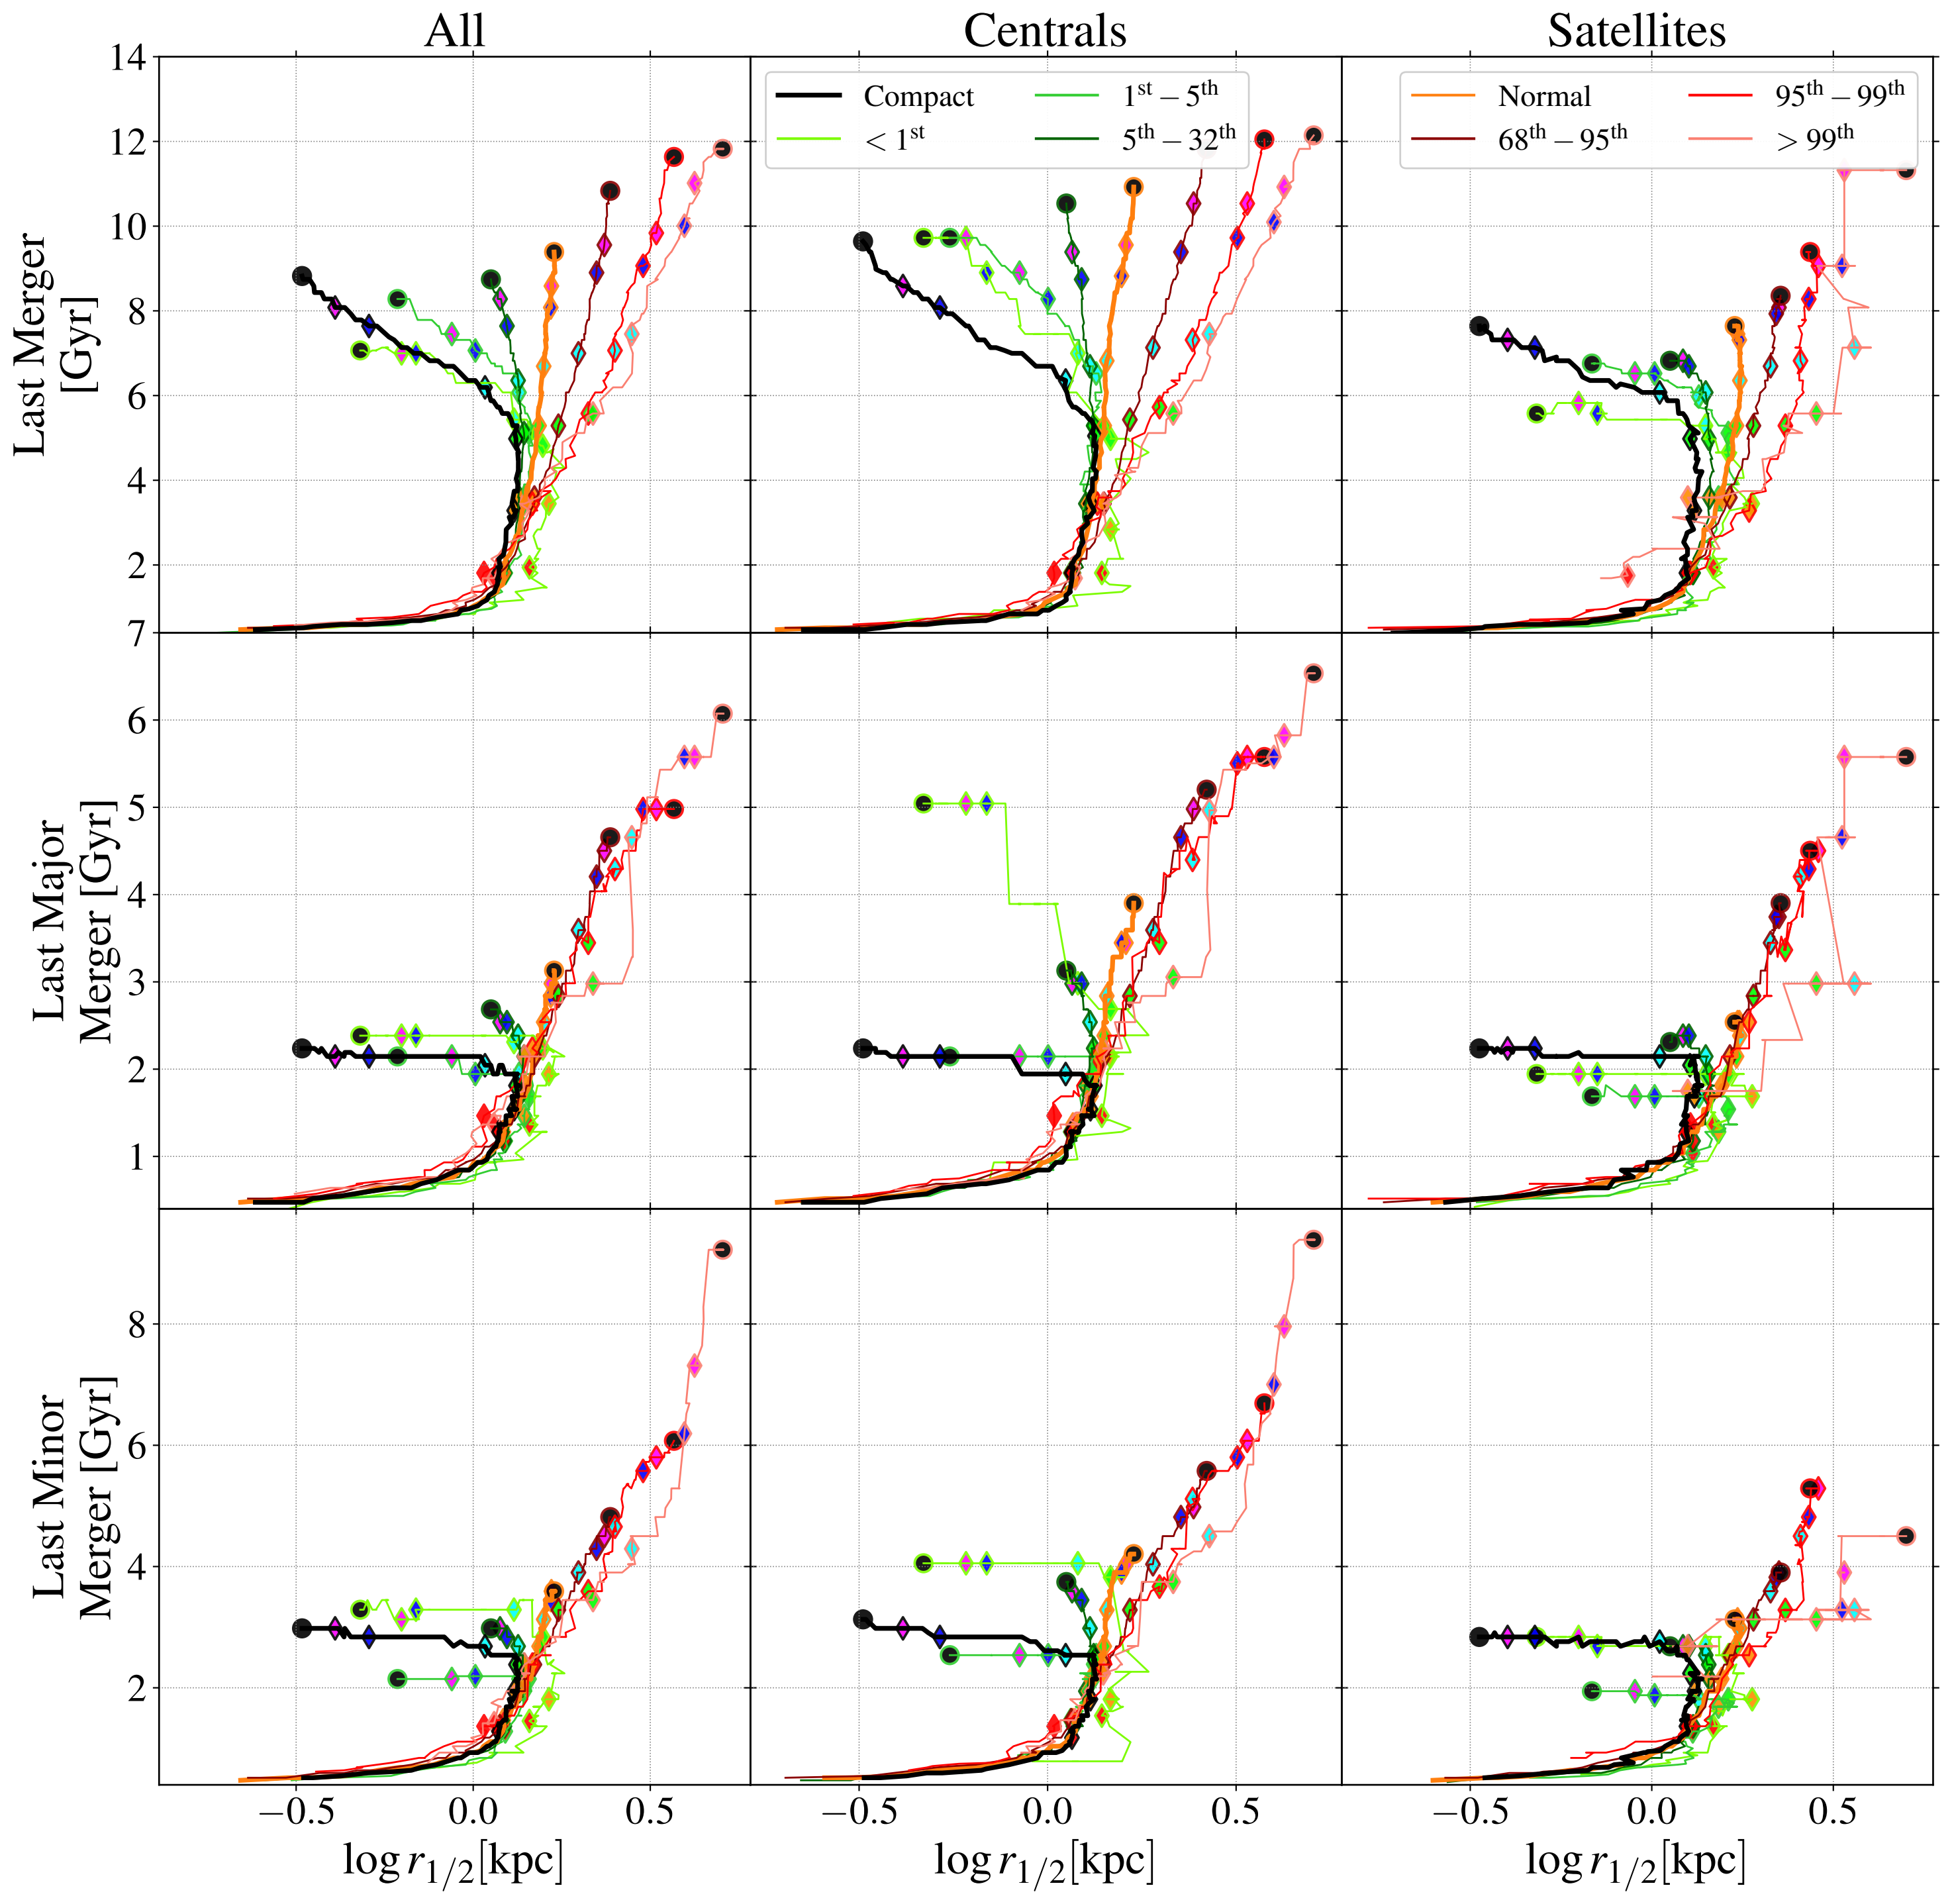 All Centrals Satellites
14
12
10
8
6
4
2
Last Merger
[Gyr]
Compact 1st − 5th
< 1st 5th − 32th
Normal 95th − 99th
68th − 95th > 99th
7
6
5
4
3
2
1
Last Major
Merger [Gyr]
8
6
4
2
Last Minor
Merger [Gyr]
−0.5 0.0 0.5 −0.5 0.0 0.5 −0.5 0.0 0.5
log r1/2[kpc] log r1/2[kpc] log r1/2[kpc]